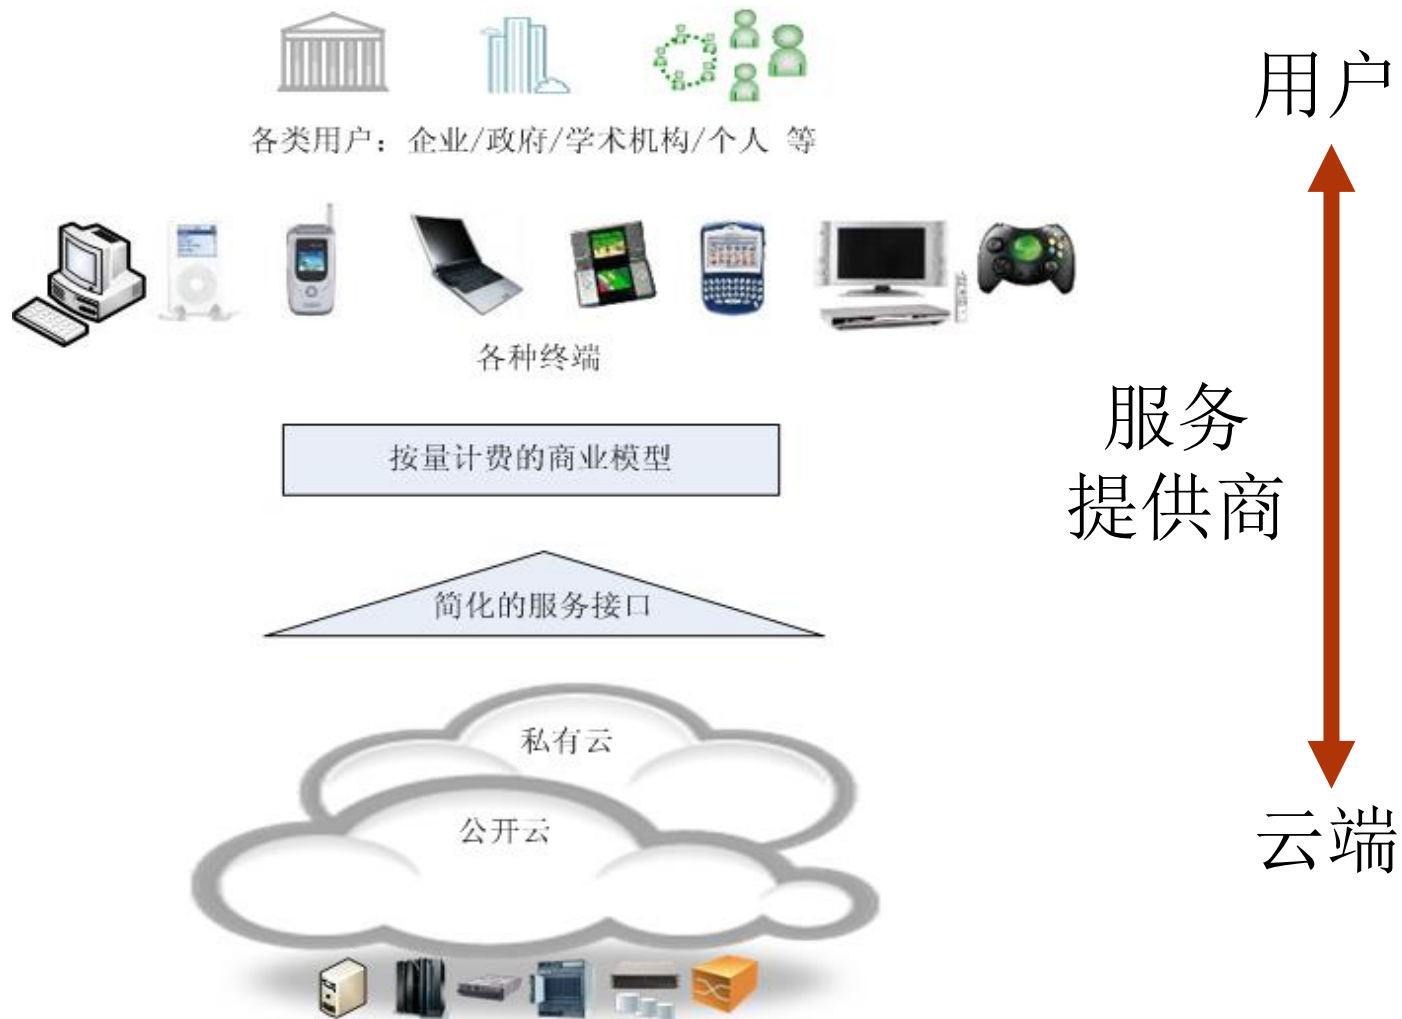 用户
各类用户：企业/政府/学术机构/个人 等
各种终端
服务
提供商
按量计费的商业模型
简化的服务接口
私有云
公开云
云端